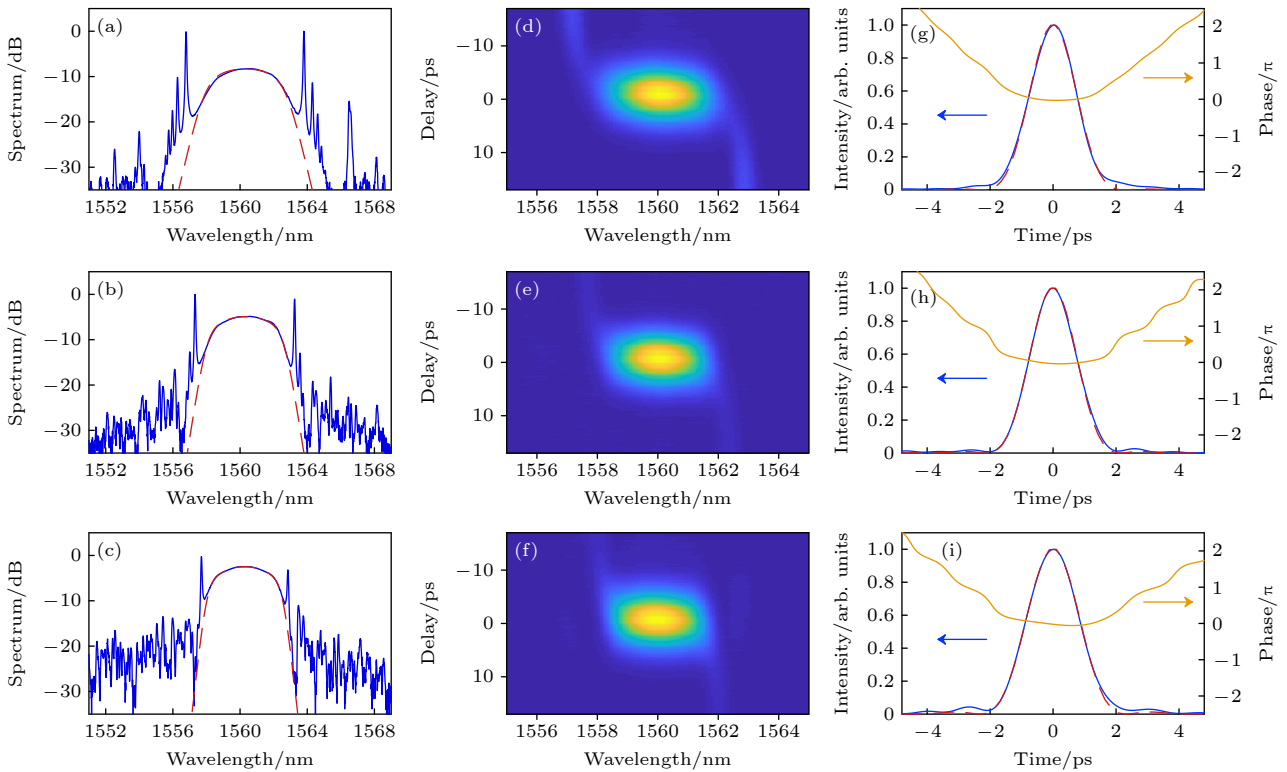 (a)
0
−10
−20
−30
Spectrum/dB
1552 1556 1560 1564 1568
Wavelength/nm
(d)
−10
0
10
Delay/ps
1556 1558 1560 1562 1564
Wavelength/nm
(g)
1.0
0.8
0.6
0.4
0.2
0
Intensity/arb. units
2
1
0
−1
−2
Phase/π
−4 −2 0 2 4
Time/ps
(b)
0
−10
−20
−30
Spectrum/dB
1552 1556 1560 1564 1568
Wavelength/nm
(e)
−10
0
10
Delay/ps
1556 1558 1560 1562 1564
Wavelength/nm
(h)
1.0
0.8
0.6
0.4
0.2
0
Intensity/arb. units
2
1
0
−1
−2
Phase/π
−4 −2 0 2 4
Time/ps
(c)
0
−10
−20
−30
Spectrum/dB
1552 1556 1560 1564 1568
Wavelength/nm
(f)
−10
0
10
Delay/ps
1556 1558 1560 1562 1564
Wavelength/nm
(i)
1.0
0.8
0.6
0.4
0.2
0
Intensity/arb. units
2
1
0
−1
−2
Phase/π
−4 −2 0 2 4
Time/ps